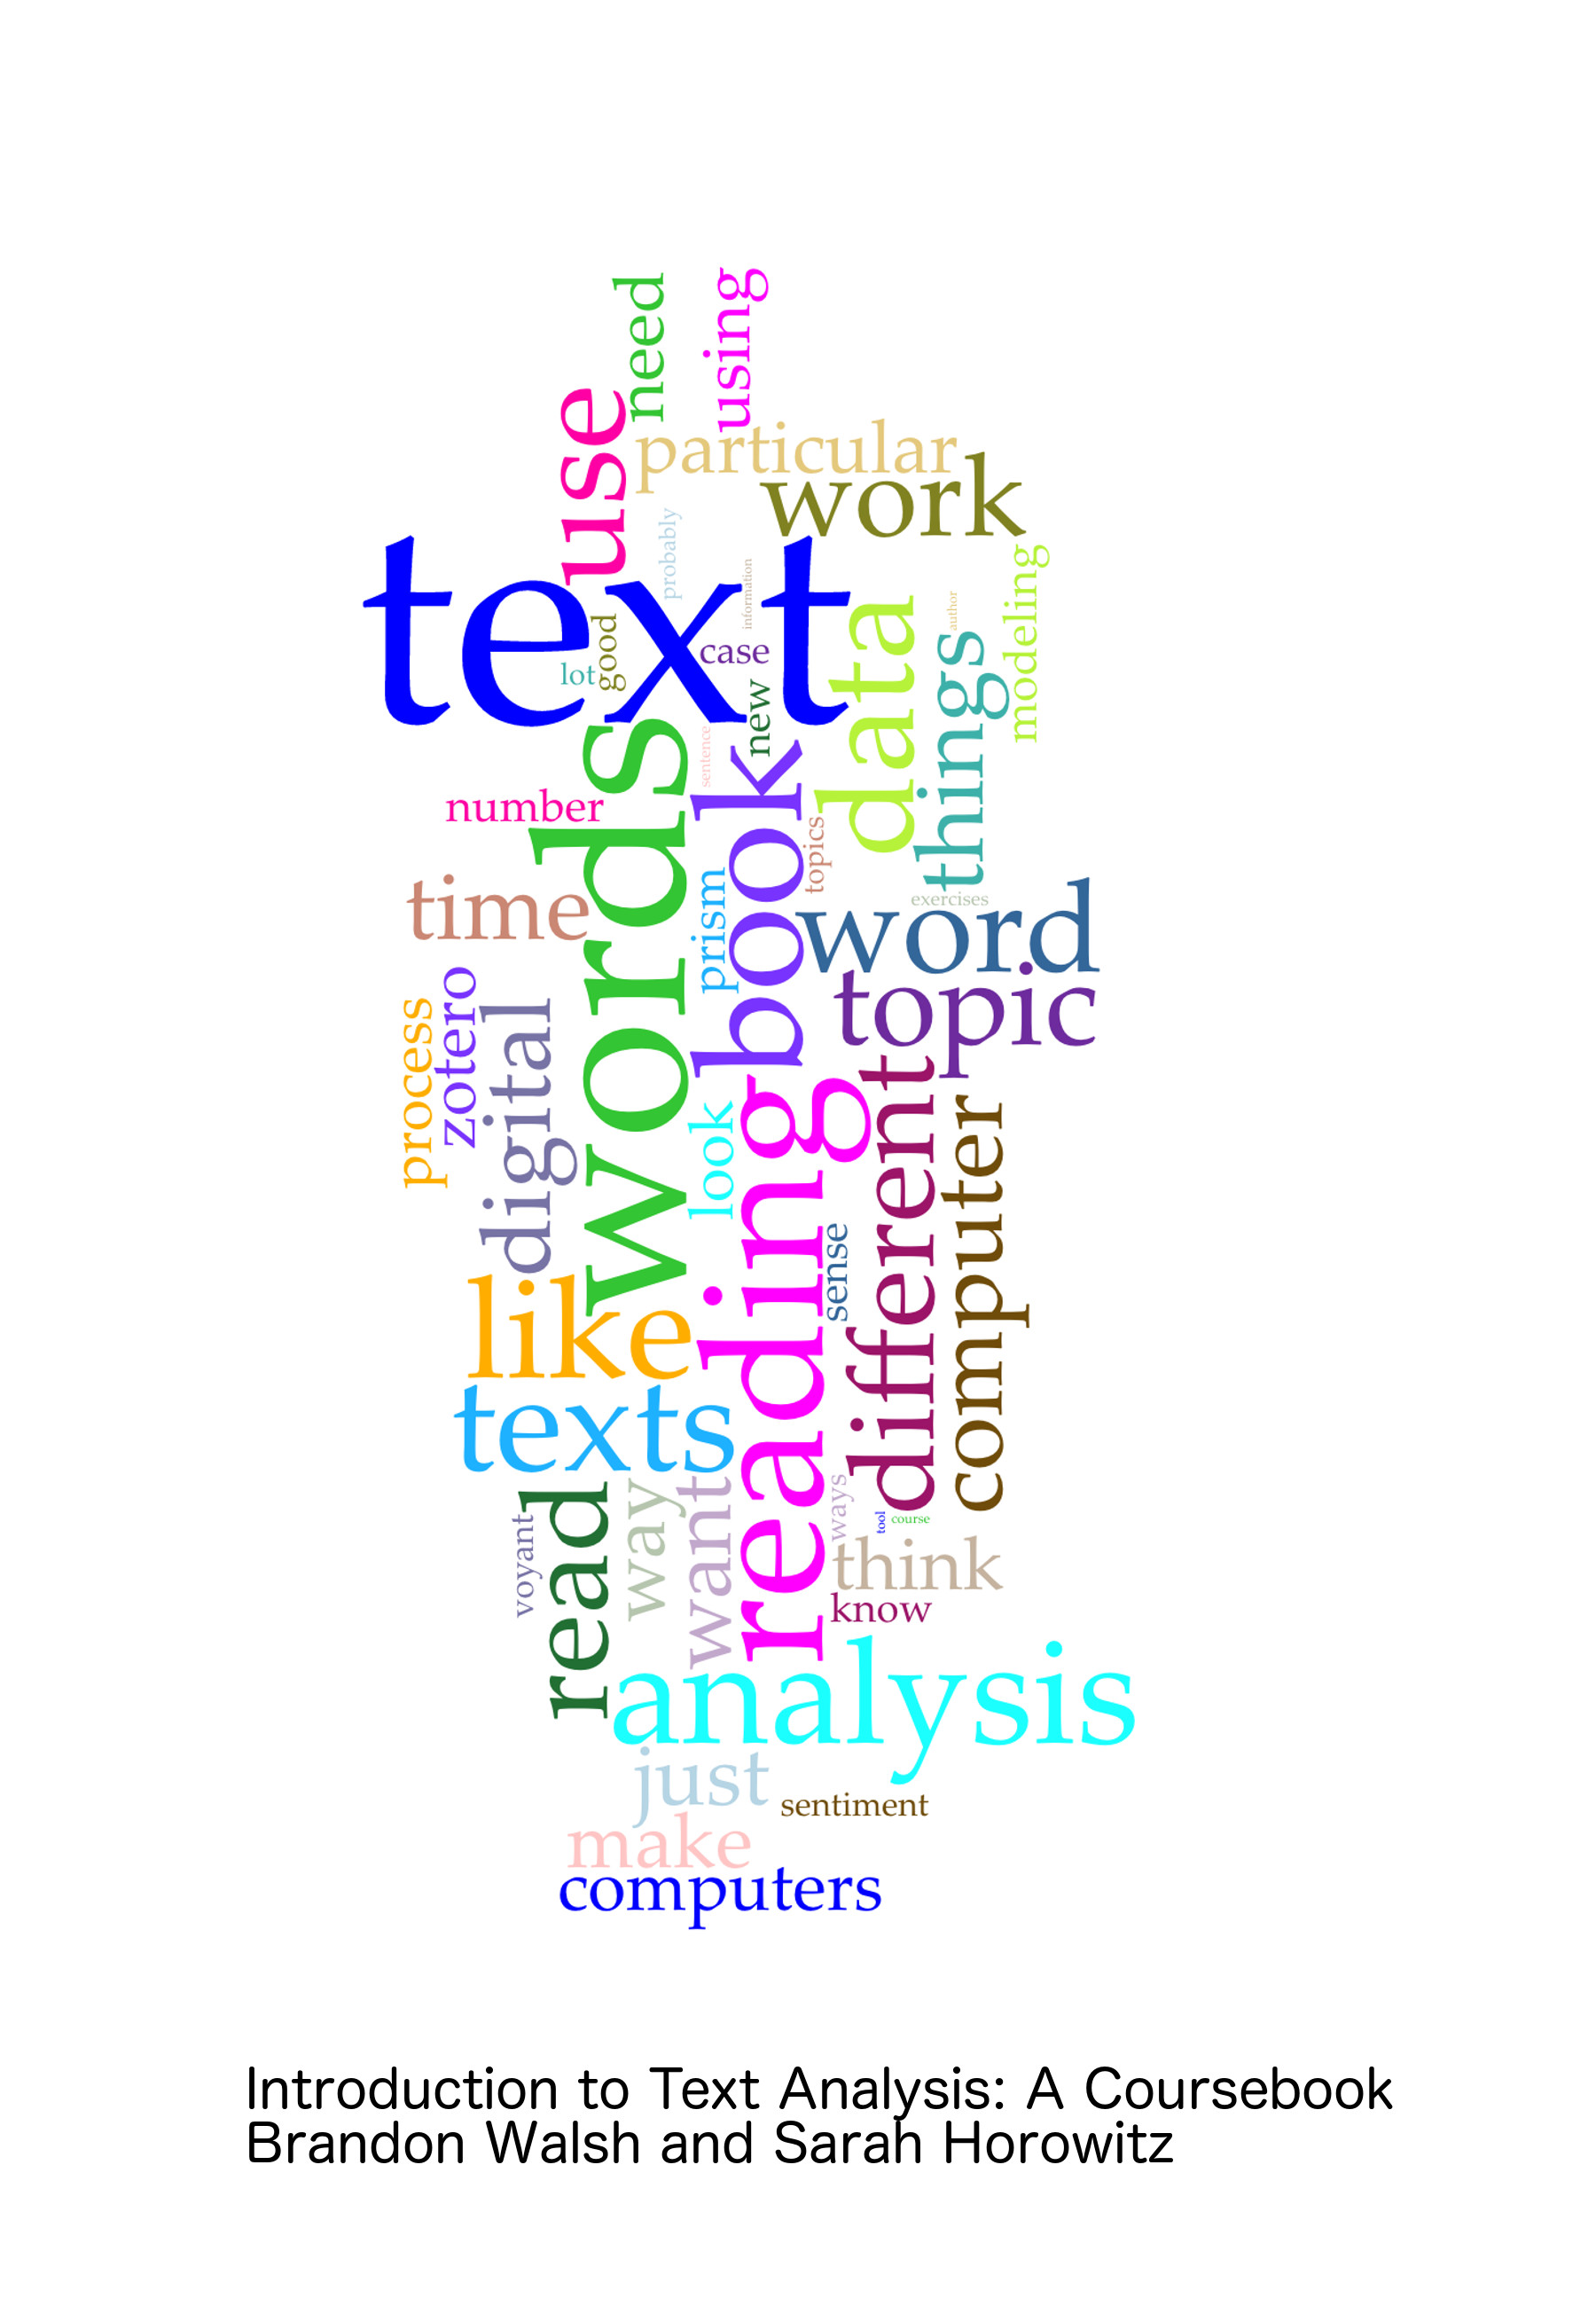 need
using
use
particular
work
probably
text
information
modeling
author
data
good
case
lot
things
new
words
sentence
book
number
topics
prism
time
exercises
word
zotero
topic
process
digital
different
reading
look
computer
sense
like
texts
ways
read
way
want
voyant
tool
course
think
know
analysis
just
sentiment
make
computers
Introduction to Text Analysis: A Coursebook
Brandon Walsh and Sarah Horowitz